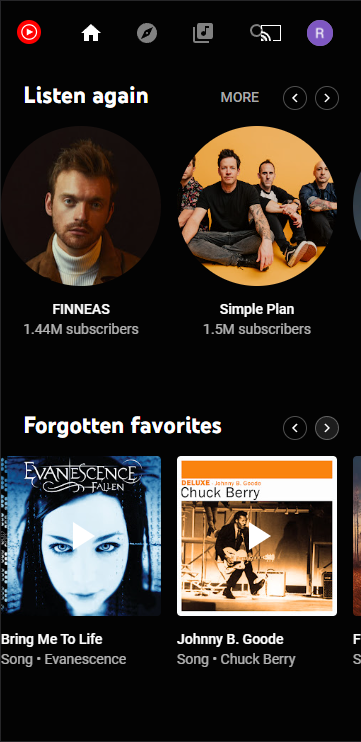 R
Listen again
MORE
FINNEAS
1.44M subscribers
Simple Plan
1.5M subscribers
Forgotten favorites
EVANESCENCE
FALLEN
DELUXE Johnny B. Goode
Chuck Berry
Bring Me To Life
Song • Evanescence
Johnny B. Goode
Song • Chuck Berry
F
S